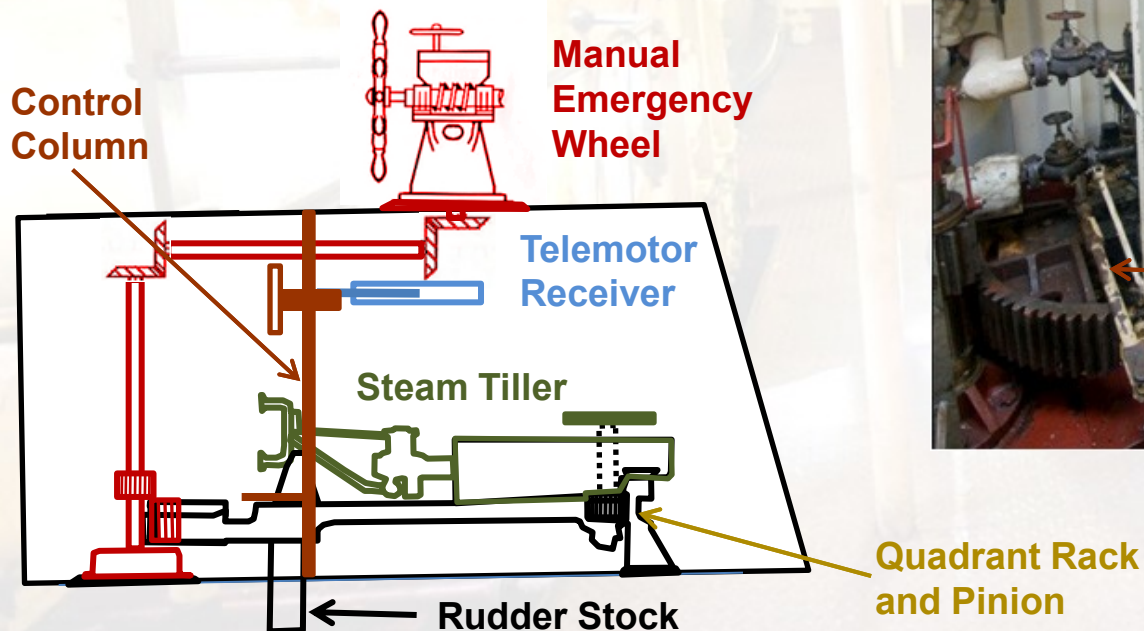 Manual
Emergency
Wheel
Control
Column
Telemotor
Receiver
Steam Tiller
Quadrant Rack
and Pinion
Rudder Stock